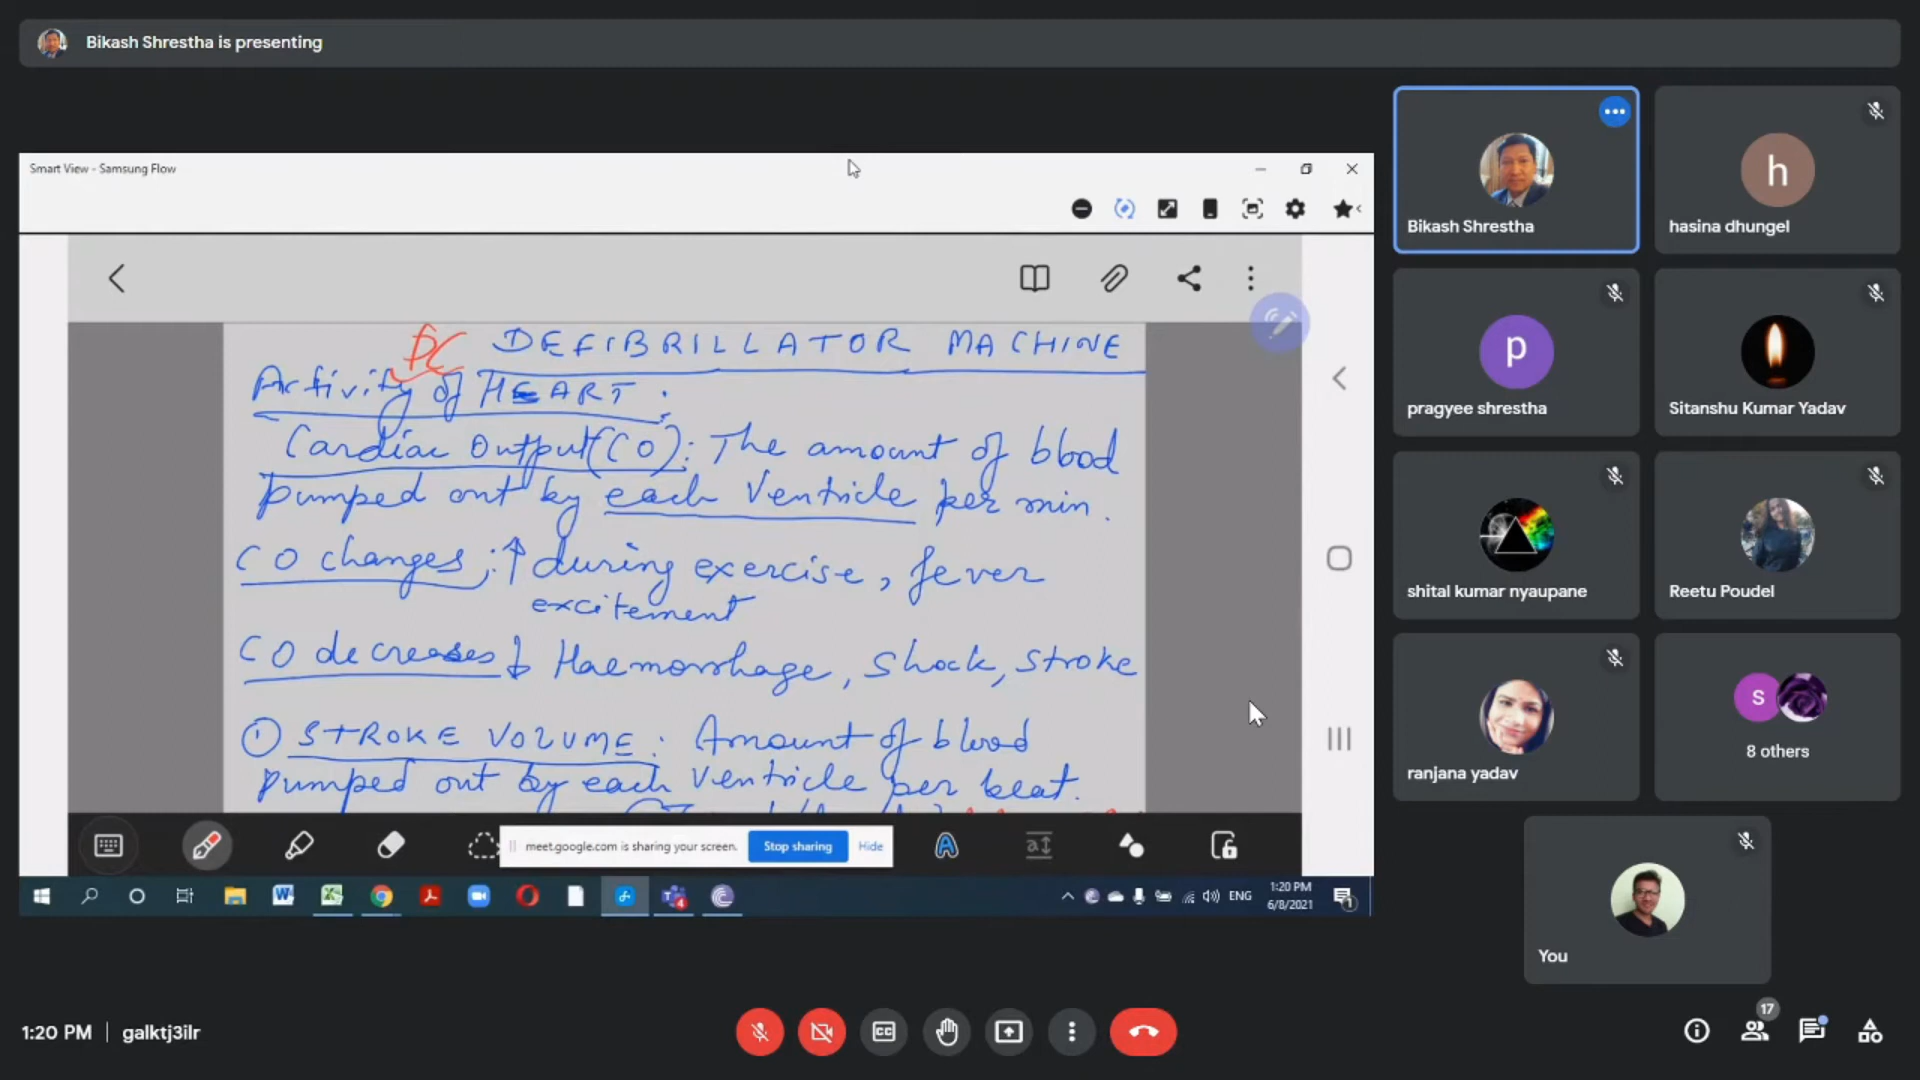 Bikash Shrestha is presenting
Smart View - Samsung Flow
DC DEFIBRILLATOR MACHINE
Activity of HEART.
Cardiac Output (CO): The amount of blood
pumped out by each Ventricle per min.
CO changes: ↑ during exercise, fever
excitement
CO decreases ↓ Haemorrhage, Shock, Stroke
① STROKE VOLUME: Amount of blood
pumped out by each Ventricle per beat.
meet.google.com is sharing your screen.
Stop sharing
Hide
ENG
1:20 PM
6/8/2021
Bikash Shrestha
h
hasina dhungel
p
pragyee shrestha
Sitanshu Kumar Yadav
shital kumar nyaupane
Reetu Poudel
ranjana yadav
s
8 others
You
1:20 PM | galktj3ilr
17